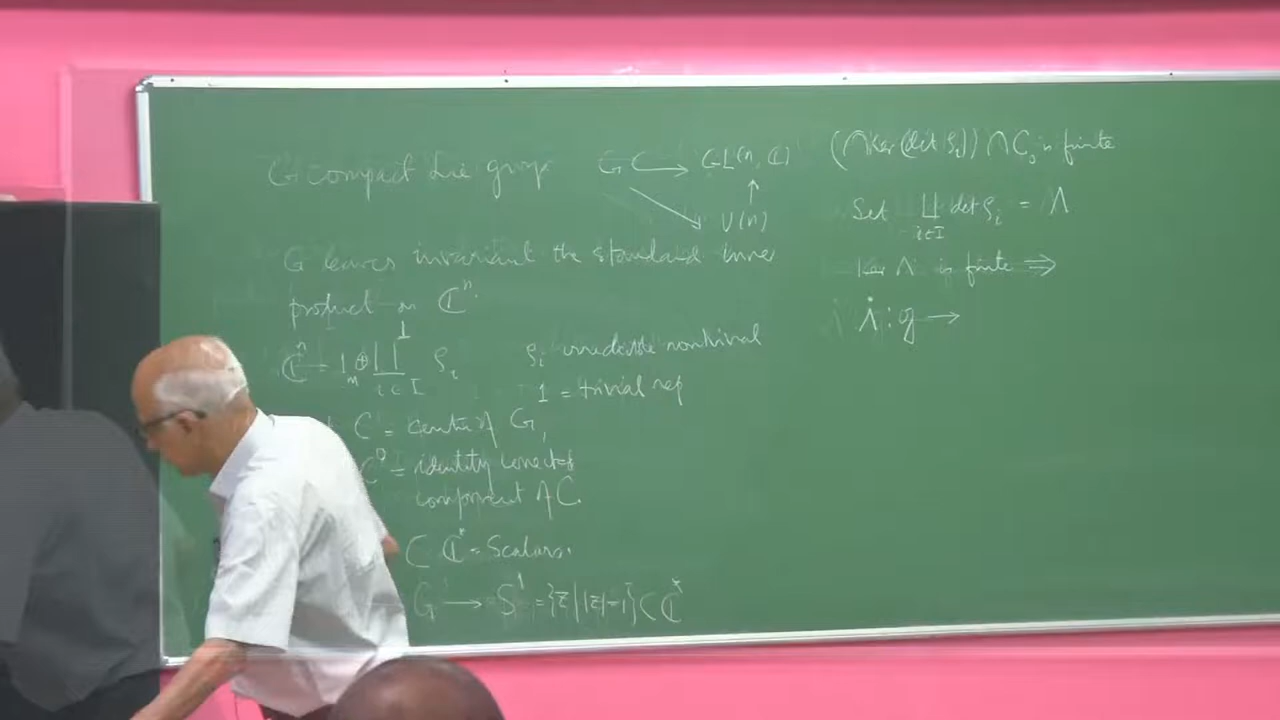 G compact Lie group G ↪ GL(n, ℂ)
U(n)
G leaves invariant the standard inner
product on ℂⁿ.
ℂⁿ = 1 ⊕ ∐ ρᵢ ρᵢ irreducible nontrivial
m i ∈ I 1 = trivial rep
C = centre of G,
C⁰ = identity connected
component of C.
⊂ ℂ* = Scalars.
G → S¹ = {z | |z| = 1} ⊂ ℂ*
(∩ Ker (det ρᵢ)) ∩ C₀ is finite
Set ∐ det ρᵢ = Λ
i ∈ I
Ker Λ is finite ⇒
Λ̇ : g →